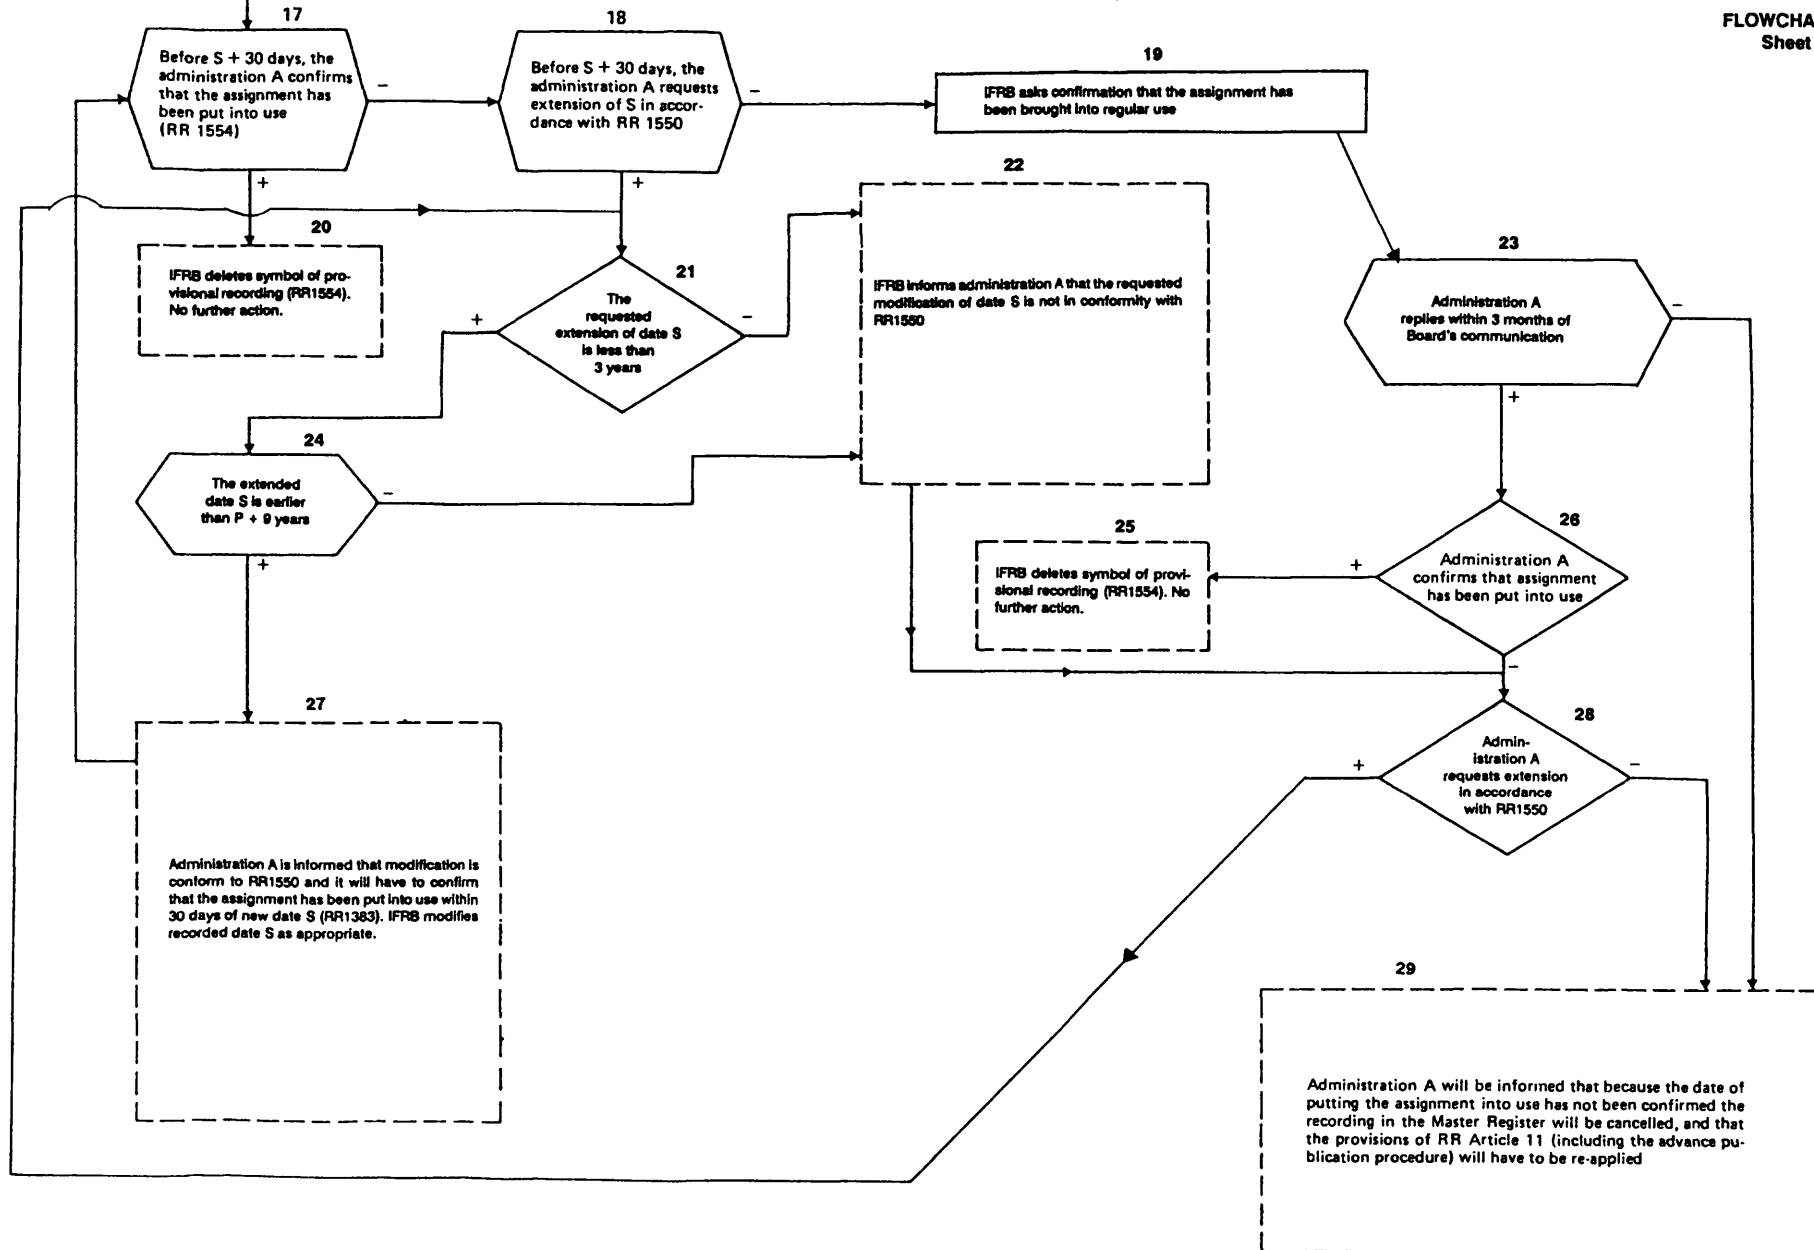 FLOWCHA
Sheet
17
Before S + 30 days, the
administration A confirms
that the assignment has
been put into use
(RR 1554)
–
+
18
Before S + 30 days, the
administration A requests
extension of S in accor-
dance with RR 1550
–
+
19
IFRB asks confirmation that the assignment has
been brought into regular use
20
IFRB deletes symbol of pro-
visional recording (RR1554).
No further action.
21
The
requested
extension of date S
is less than
3 years
+
–
22
IFRB informs administration A that the requested
modification of date S is not in conformity with
RR1550
23
Administration A
replies within 3 months of
Board's communication
–
+
24
The extended
date S is earlier
than P + 9 years
–
+
25
IFRB deletes symbol of provi-
sional recording (RR1554). No
further action.
26
Administration A
confirms that assignment
has been put into use
+
–
27
Administration A is informed that modification is
conform to RR1550 and it will have to confirm
that the assignment has been put into use within
30 days of new date S (RR1383). IFRB modifies
recorded date S as appropriate.
28
Admin-
istration A
requests extension
in accordance
with RR1550
+
–
29
Administration A will be informed that because the date of
putting the assignment into use has not been confirmed the
recording in the Master Register will be cancelled, and that
the provisions of RR Article 11 (including the advance pu-
blication procedure) will have to be re-applied